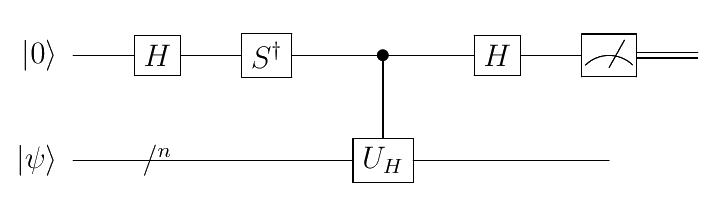 |0⟩ H S† H
|ψ⟩ /n U_H